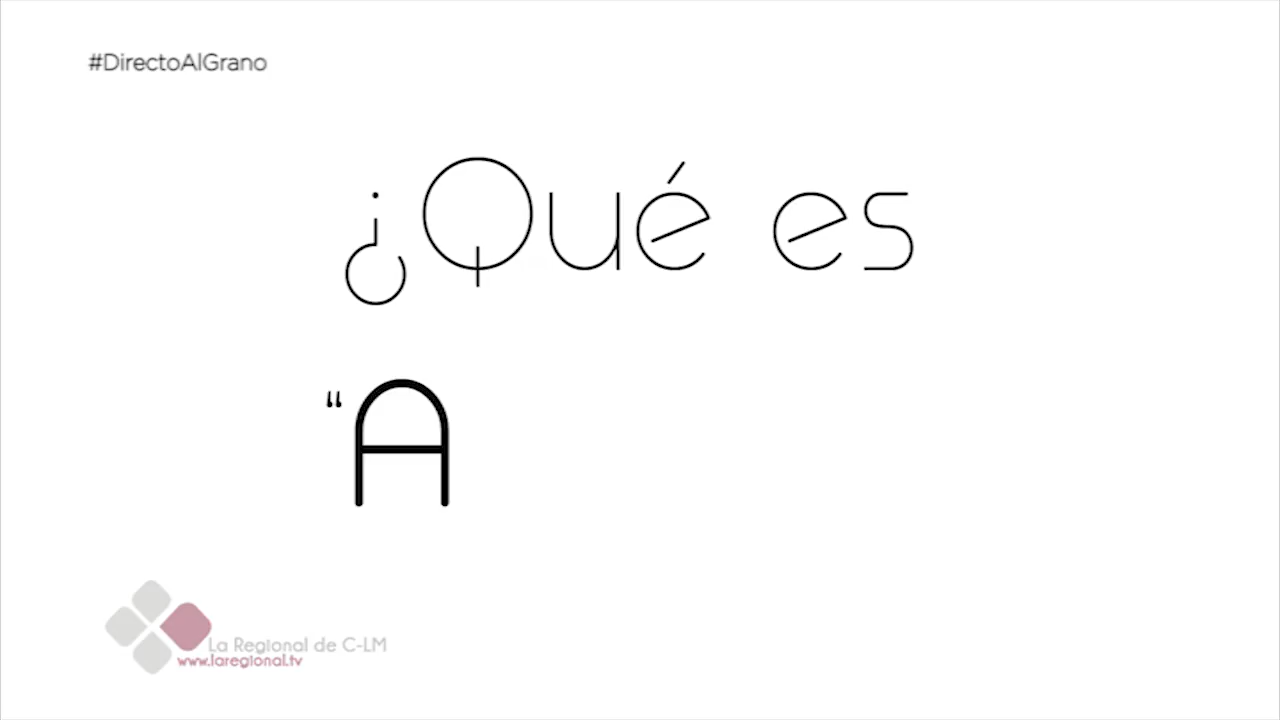 #DirectoAlGrano
¿Qué es
“A
La Regional de C-LM
www.laregional.tv